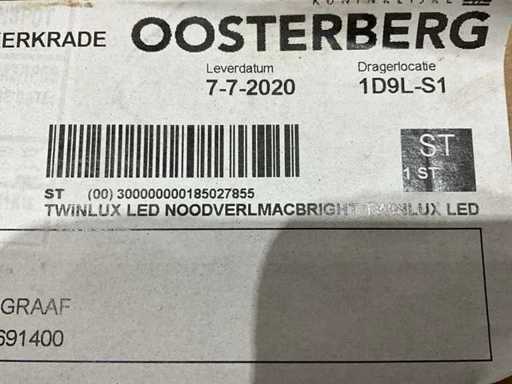 KONINKLIJKE
ERKRADE OOSTERBERG
Leverdatum Dragerlocatie
7-7-2020 1D9L-S1
ST
1 ST
ST (00) 300000000185027855
TWINLUX LED NOODVERLMACBRIGHT TWINLUX LED
GRAAF
691400